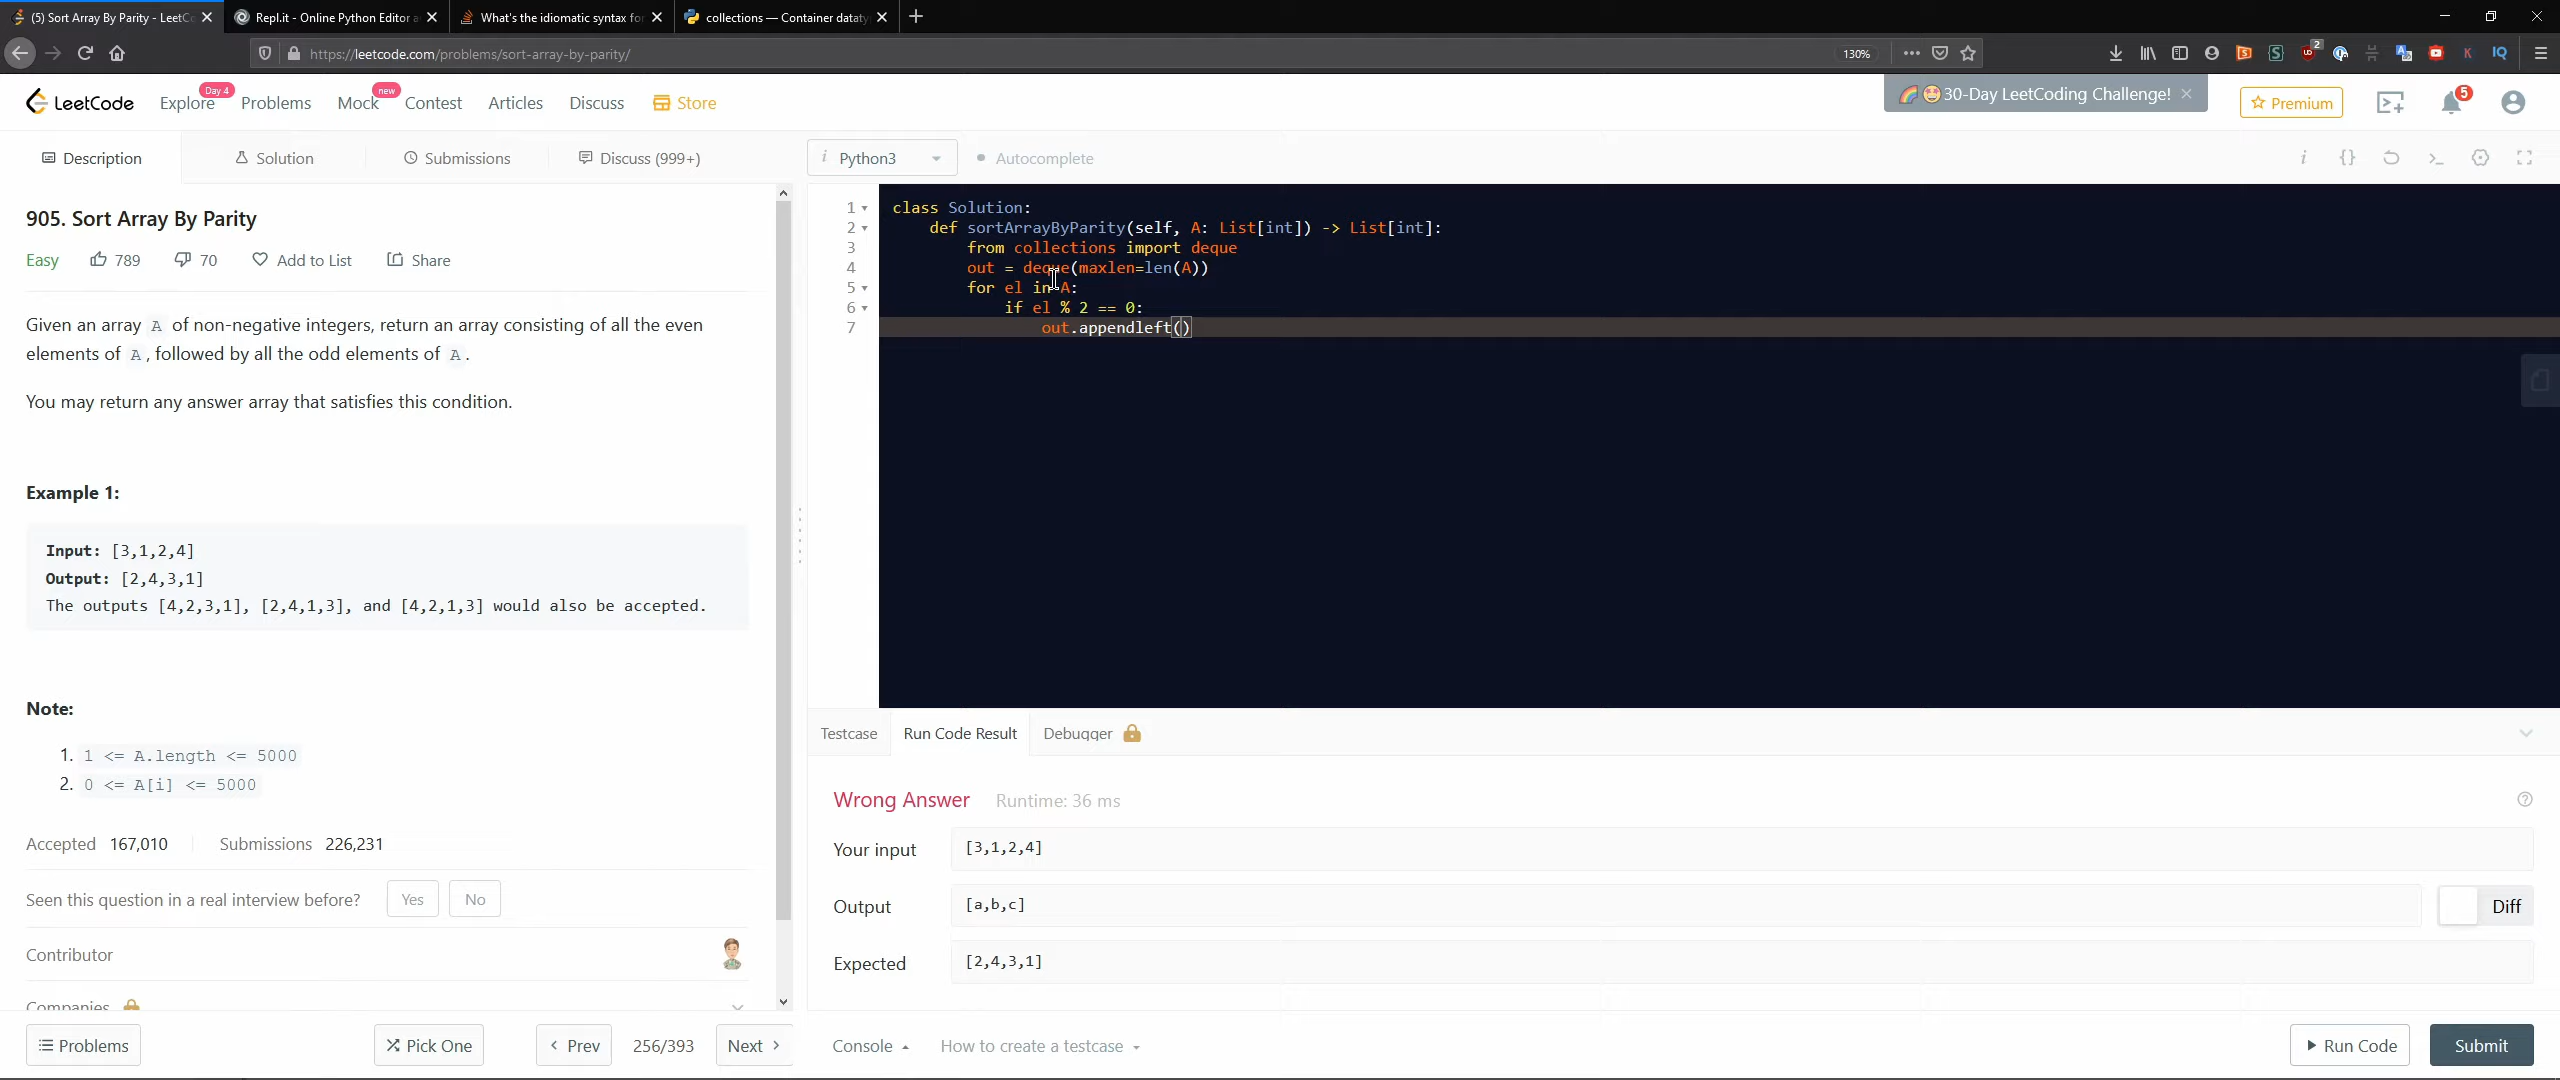 (5) Sort Array By Parity - LeetC
Repl.it - Online Python Editor a
What's the idiomatic syntax fo
collections — Container dataty
https://leetcode.com/problems/sort-array-by-parity/
130%
2
LeetCode
Explore
Day 4
Problems
Mock
new
Contest
Articles
Discuss
Store
30-Day LeetCoding Challenge!
Premium
5
Description
Solution
Submissions
Discuss (999+)
i Python3
Autocomplete
905. Sort Array By Parity
Easy 789 70 Add to List Share
Given an array A of non-negative integers, return an array consisting of all the even
elements of A, followed by all the odd elements of A.
You may return any answer array that satisfies this condition.
Example 1:
Input: [3,1,2,4]
Output: [2,4,3,1]
The outputs [4,2,3,1], [2,4,1,3], and [4,2,1,3] would also be accepted.
Note:
1. 1 <= A.length <= 5000
2. 0 <= A[i] <= 5000
Accepted 167,010 Submissions 226,231
Seen this question in a real interview before? Yes No
Contributor
Companies
Problems
Pick One
Prev
256/393
Next
1 class Solution:
2 def sortArrayByParity(self, A: List[int]) -> List[int]:
3 from collections import deque
4 out = deque(maxlen=len(A))
5 for el in A:
6 if el % 2 == 0:
7 out.appendleft()
Testcase
Run Code Result
Debugger
Wrong Answer Runtime: 36 ms
Your input [3,1,2,4]
Output [a,b,c]
Diff
Expected [2,4,3,1]
Console
How to create a testcase
Run Code
Submit